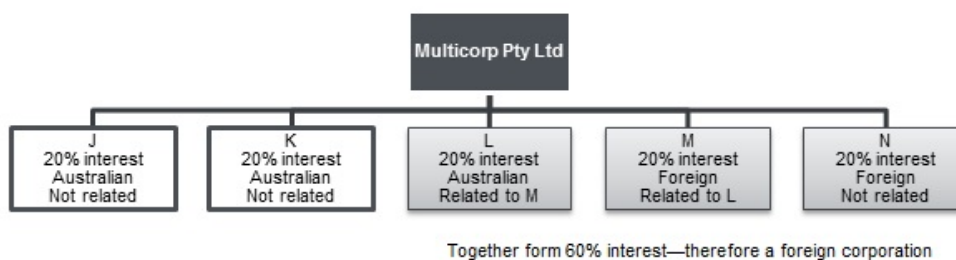 Multicorp Pty Ltd
J
20% interest
Australian
Not related
K
20% interest
Australian
Not related
L
20% interest
Australian
Related to M
M
20% interest
Foreign
Related to L
N
20% interest
Foreign
Not related
Together form 60% interest—therefore a foreign corporation